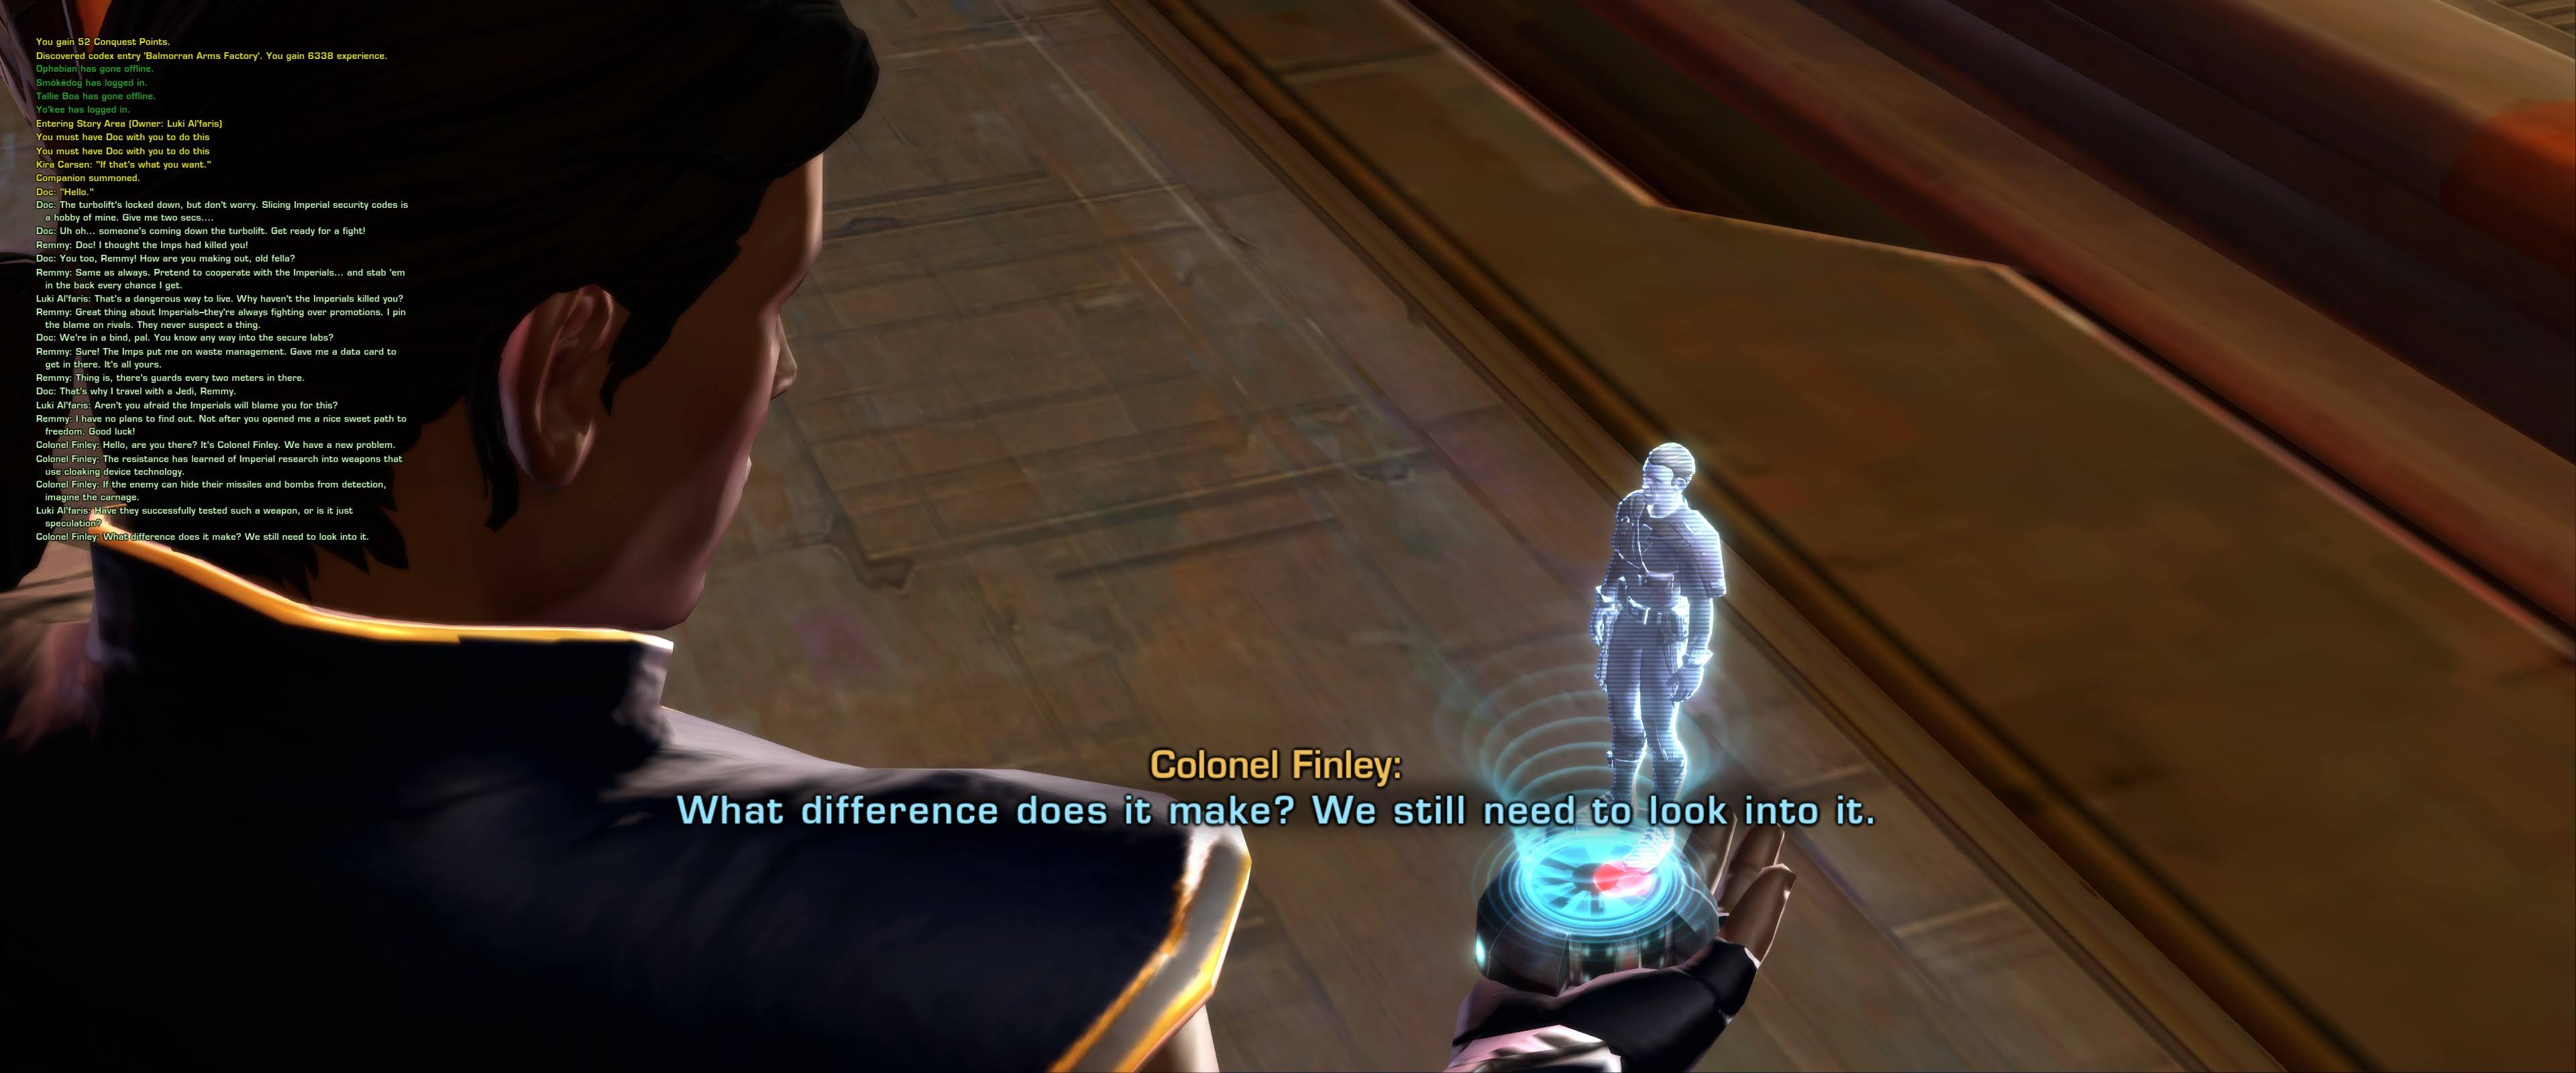 You gain 52 Conquest Points.
Discovered codex entry 'Balmorran Arms Factory'. You gain 6338 experience.
Ophabian has gone offline.
Smókèdog has logged in.
Tallie Boa has gone offline.
Yo'kee has logged in.
Entering Story Area (Owner: Luki Al'faris)
You must have Doc with you to do this
You must have Doc with you to do this
Kira Carsen: "If that's what you want."
Companion summoned.
Doc: "Hello."
Doc: The turbolift's locked down, but don't worry. Slicing Imperial security codes is
a hobby of mine. Give me two secs....
Doc: Uh oh... someone's coming down the turbolift. Get ready for a fight!
Remmy: Doc! I thought the Imps had killed you!
Doc: You too, Remmy! How are you making out, old fella?
Remmy: Same as always. Pretend to cooperate with the Imperials... and stab 'em
in the back every chance I get.
Luki Al'faris: That's a dangerous way to live. Why haven't the Imperials killed you?
Remmy: Great thing about Imperials–they're always fighting over promotions. I pin
the blame on rivals. They never suspect a thing.
Doc: We're in a bind, pal. You know any way into the secure labs?
Remmy: Sure! The Imps put me on waste management. Gave me a data card to
get in there. It's all yours.
Remmy: Thing is, there's guards every two meters in there.
Doc: That's why I travel with a Jedi, Remmy.
Luki Al'faris: Aren't you afraid the Imperials will blame you for this?
Remmy: I have no plans to find out. Not after you opened me a nice sweet path to
freedom. Good luck!
Colonel Finley: Hello, are you there? It's Colonel Finley. We have a new problem.
Colonel Finley: The resistance has learned of Imperial research into weapons that
use cloaking device technology.
Colonel Finley: If the enemy can hide their missiles and bombs from detection,
imagine the carnage.
Luki Al'faris: Have they successfully tested such a weapon, or is it just
speculation?
Colonel Finley: What difference does it make? We still need to look into it.
Colonel Finley:
What difference does it make? We still need to look into it.